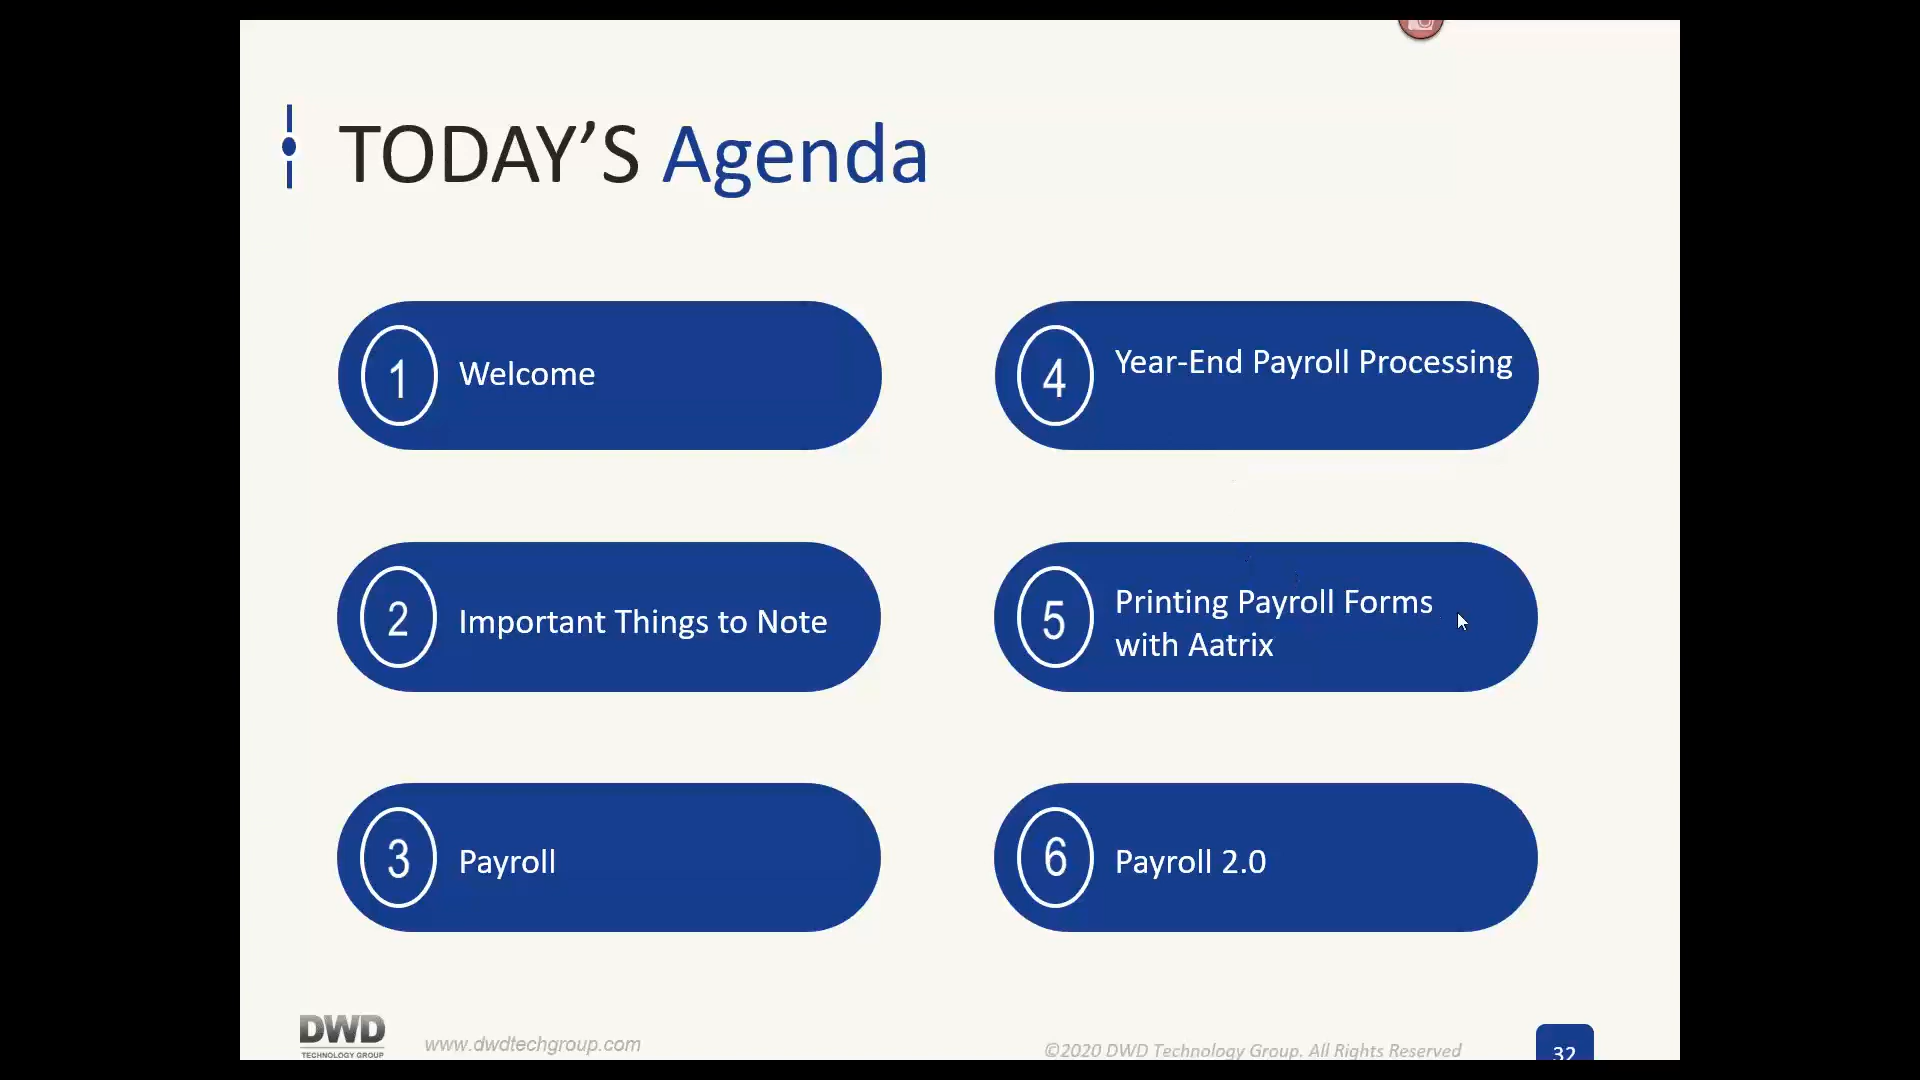 TODAY’S Agenda
1
Welcome
2
Important Things to Note
3
Payroll
4
Year-End Payroll Processing
5
Printing Payroll Forms
with Aatrix
6
Payroll 2.0
DWD
TECHNOLOGY GROUP
www.dwdtechgroup.com
©2020 DWD Technology Group. All Rights Reserved
32